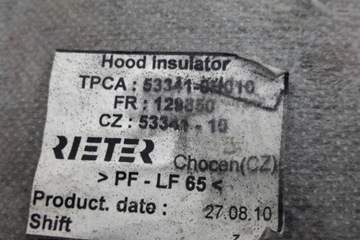 Hood insulator
TPCA : 53341-0H010
FR : 129850
CZ : 53341 - 10
RIETER
Chocen(CZ)
> PF - LF 65 <
Product. date : 27.08.10
Shift